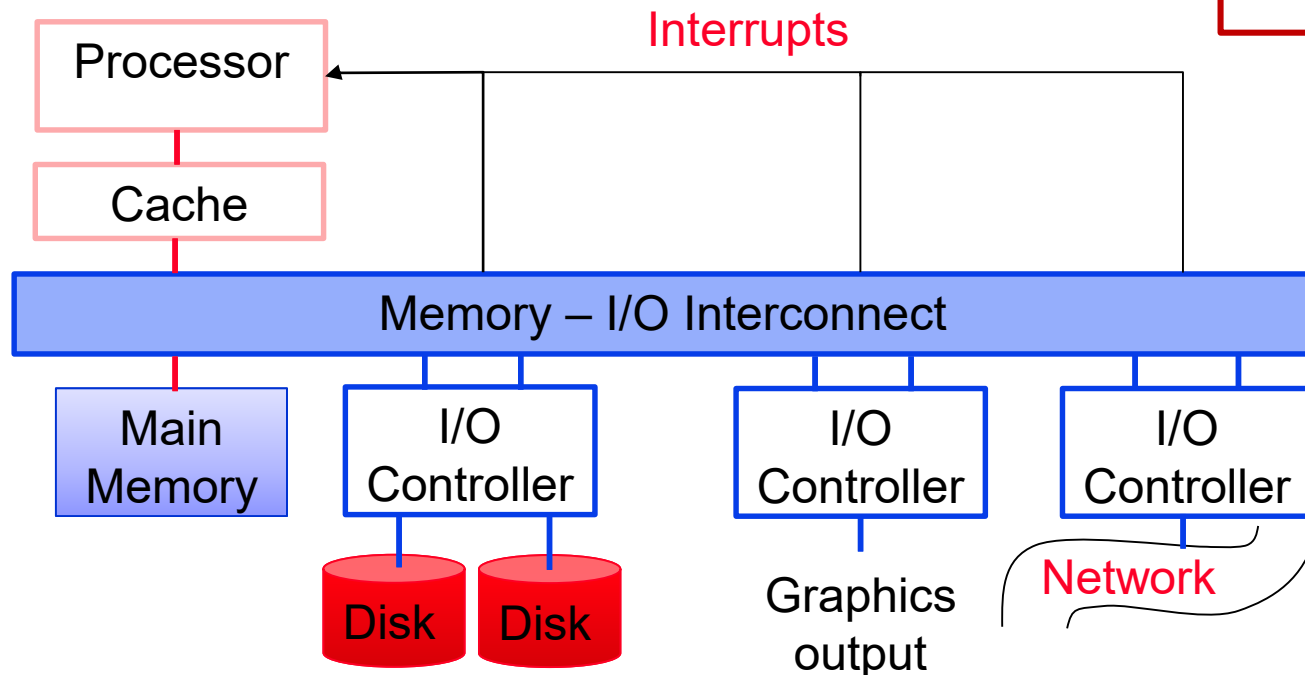 Interrupts
Processor
Cache
Memory – I/O Interconnect
Main
Memory
I/O
Controller
I/O
Controller
I/O
Controller
Disk
Disk
Graphics
output
Network